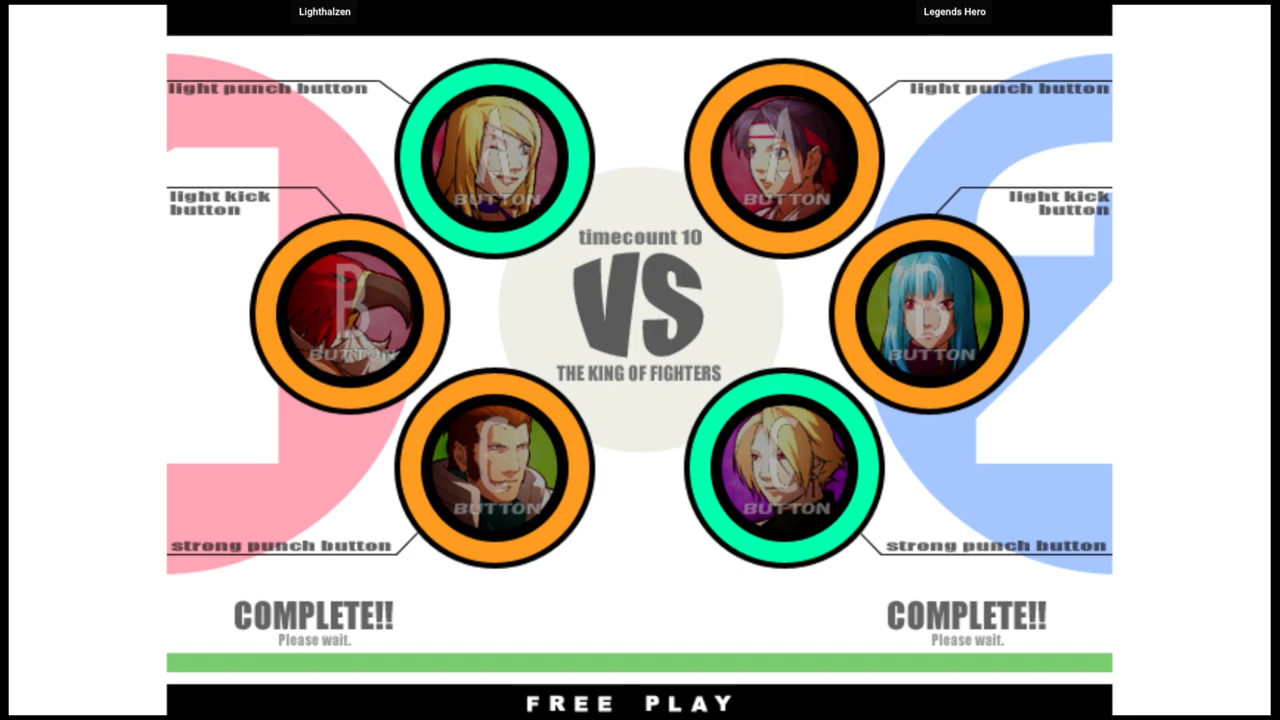 Lighthalzen
Legends Hero
light punch button
light punch button
A
BUTTON
A
BUTTON
light kick
button
light kick
button
timecount 10
VS
THE KING OF FIGHTERS
B
BUTTON
B
BUTTON
C
BUTTON
C
BUTTON
strong punch button
strong punch button
COMPLETE!!
Please wait.
COMPLETE!!
Please wait.
FREE PLAY
1
2